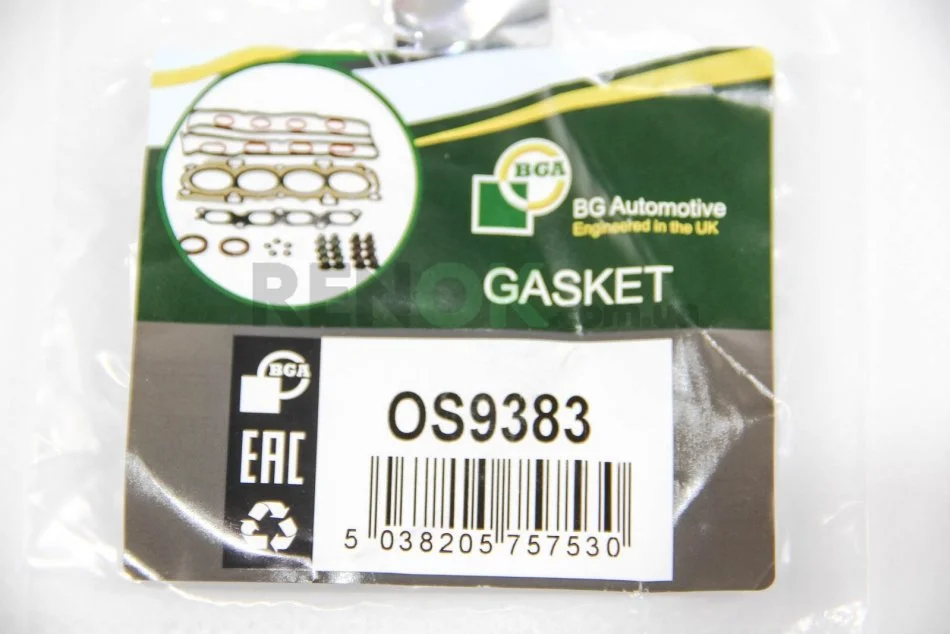 BGA
BG Automotive
Engineered in the UK
GASKET
RENOK.com.ua
BGA
OS9383
EAC
5 038205 757530